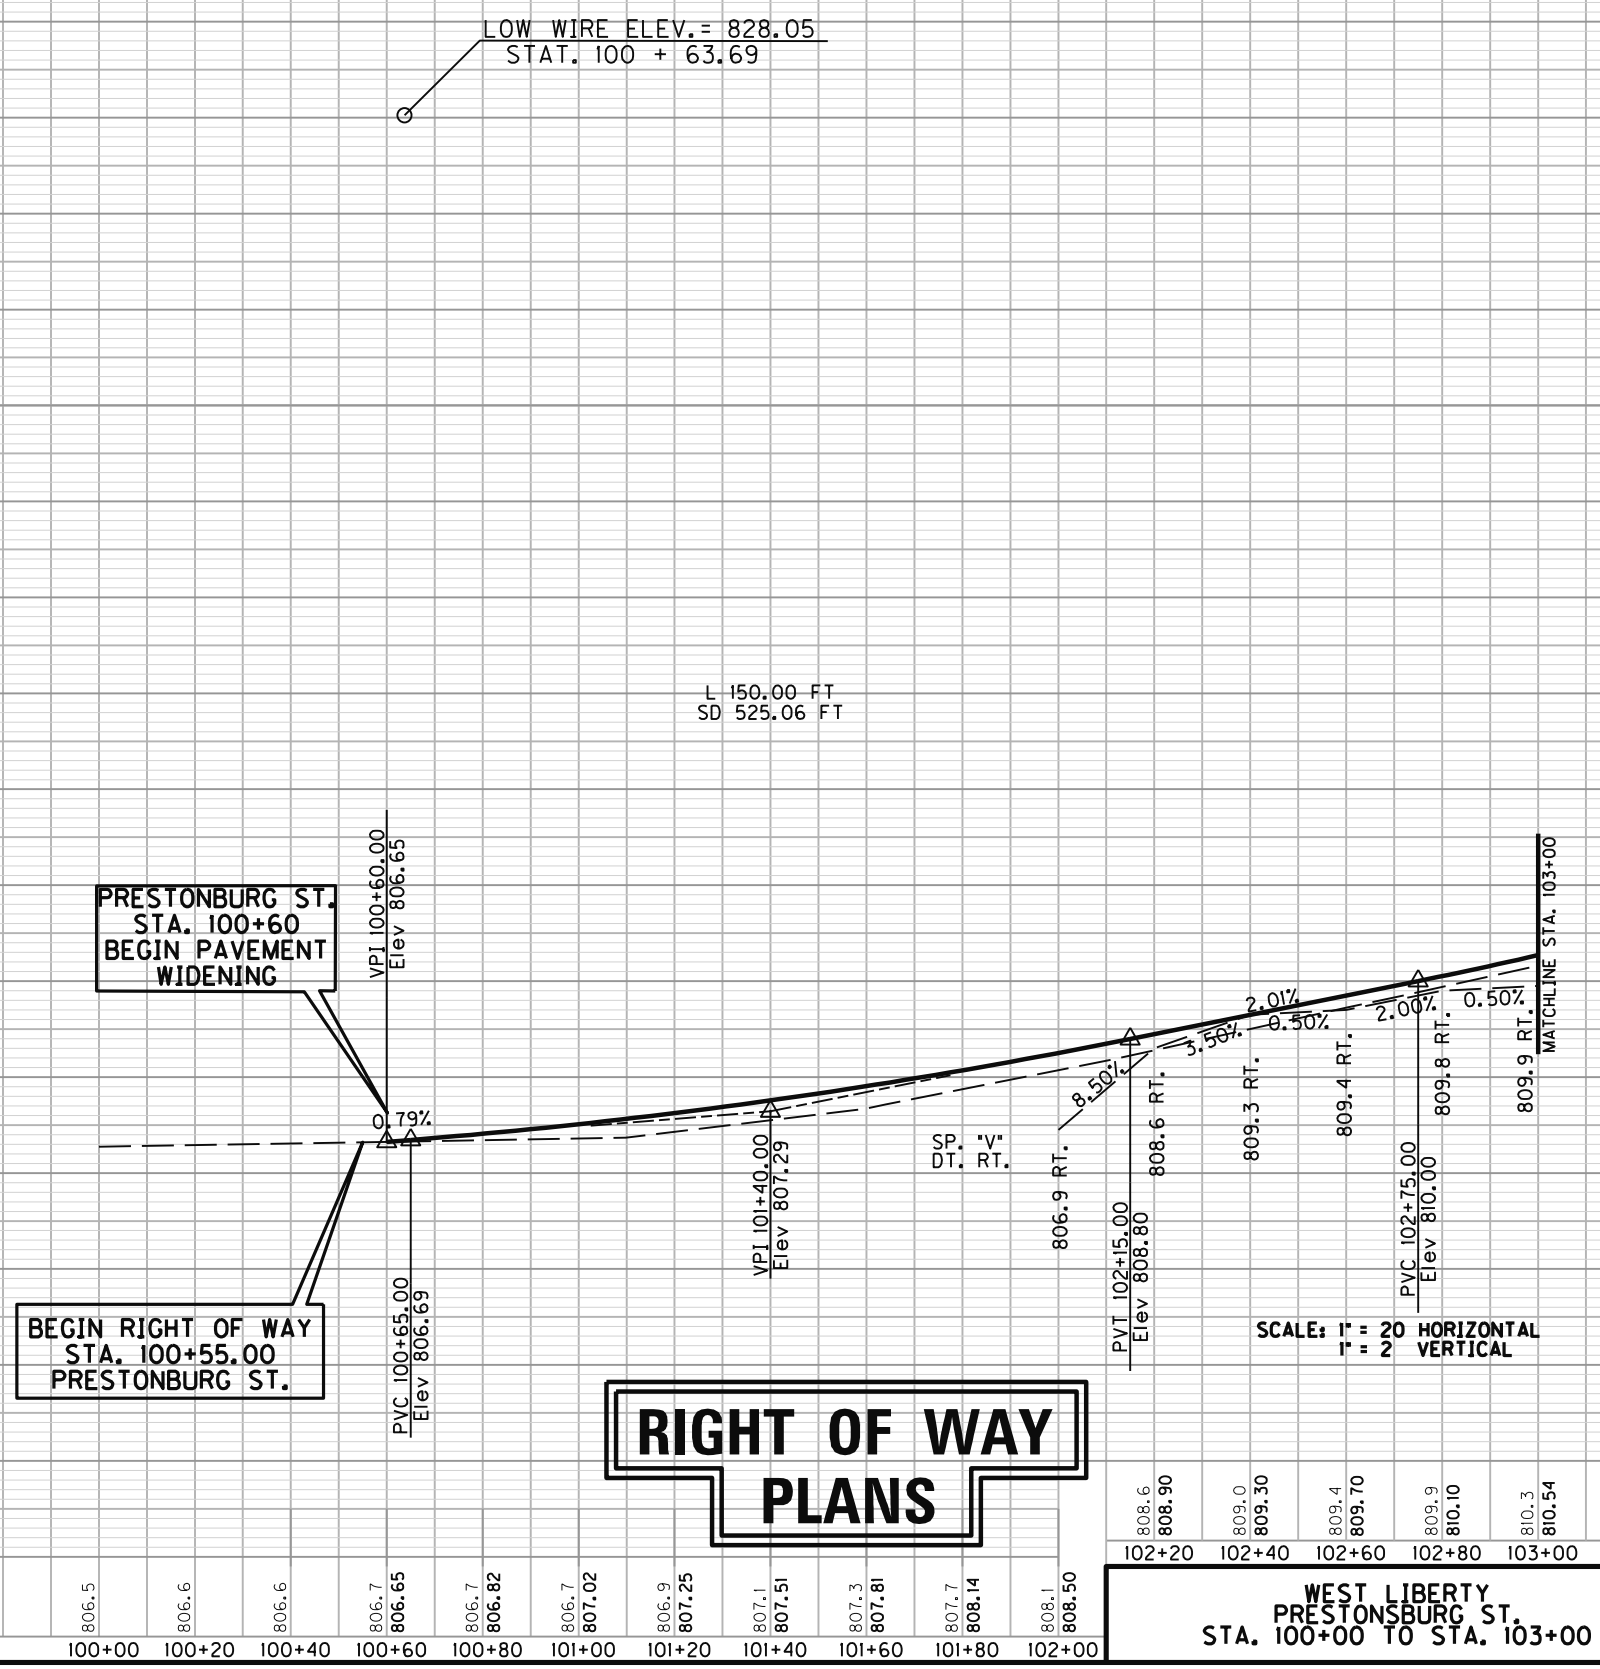 LOW WIRE ELEV.= 828.05
STAT. 100 + 63.69
L 150.00 FT
SD 525.06 FT
VPI 100+60.00
Elev 806.65
PRESTONBURG ST.
STA. 100+60
BEGIN PAVEMENT
WIDENING
0.79%
BEGIN RIGHT OF WAY
STA. 100+55.00
PRESTONBURG ST.
PVC 100+65.00
Elev 806.69
VPI 101+40.00
Elev 807.29
SP. "V"
DT. RT.
806.9 RT.
8.50%
PVT 102+15.00
Elev 808.80
808.6 RT.
3.50%
2.01%
0.50%
809.3 RT.
809.4 RT.
2.00%
PVC 102+75.00
Elev 810.00
809.8 RT.
0.50%
809.9 RT.
MATCHLINE STA. 103+00
SCALE: 1" = 20 HORIZONTAL
1" = 2 VERTICAL
RIGHT OF WAY
PLANS
806.5
806.6
806.6
806.7
806.65
806.7
806.82
806.7
807.02
806.9
807.25
807.1
807.51
807.3
807.81
807.7
808.14
808.1
808.50
808.6
808.90
809.0
809.30
809.4
809.70
809.9
810.10
810.3
810.54
100+00 100+20 100+40 100+60 100+80 101+00 101+20 101+40 101+60 101+80 102+00
102+20 102+40 102+60 102+80 103+00
WEST LIBERTY
PRESTONSBURG ST.
STA. 100+00 TO STA. 103+00